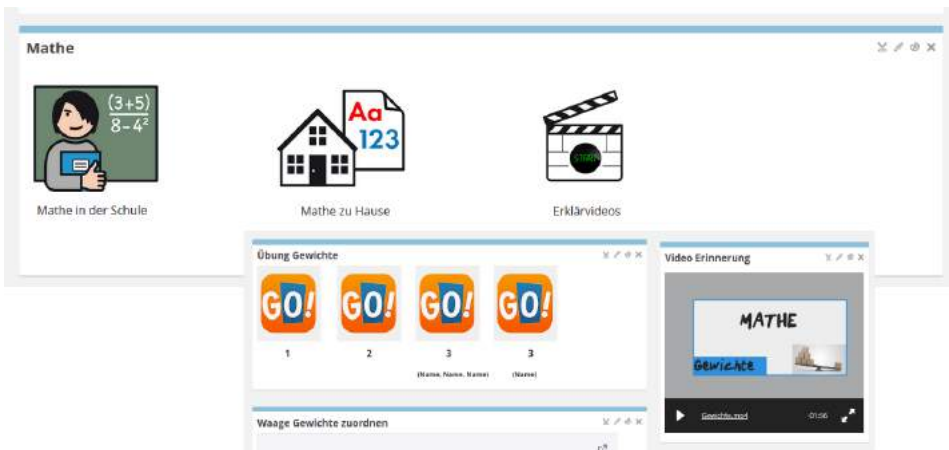 Mathe
(3+5)
8-4²
Aa
123
START
Mathe in der Schule
Mathe zu Hause
Erklärvideos
Übung Gewichte
GO! GO! GO! GO!
1 2 3 3
(Name, Name, Name) (Name)
Waage Gewichte zuordnen
Video Erinnerung
MATHE
Gewichte
Gewichte.mp4 -01:56